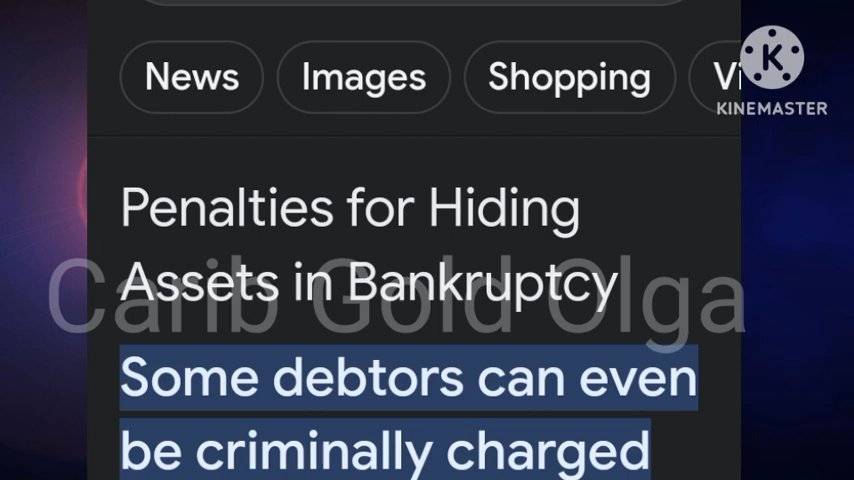 News Images Shopping Vi
KINEMASTER
Penalties for Hiding
Assets in Bankruptcy
Carib Gold Olga
Some debtors can even
be criminally charged